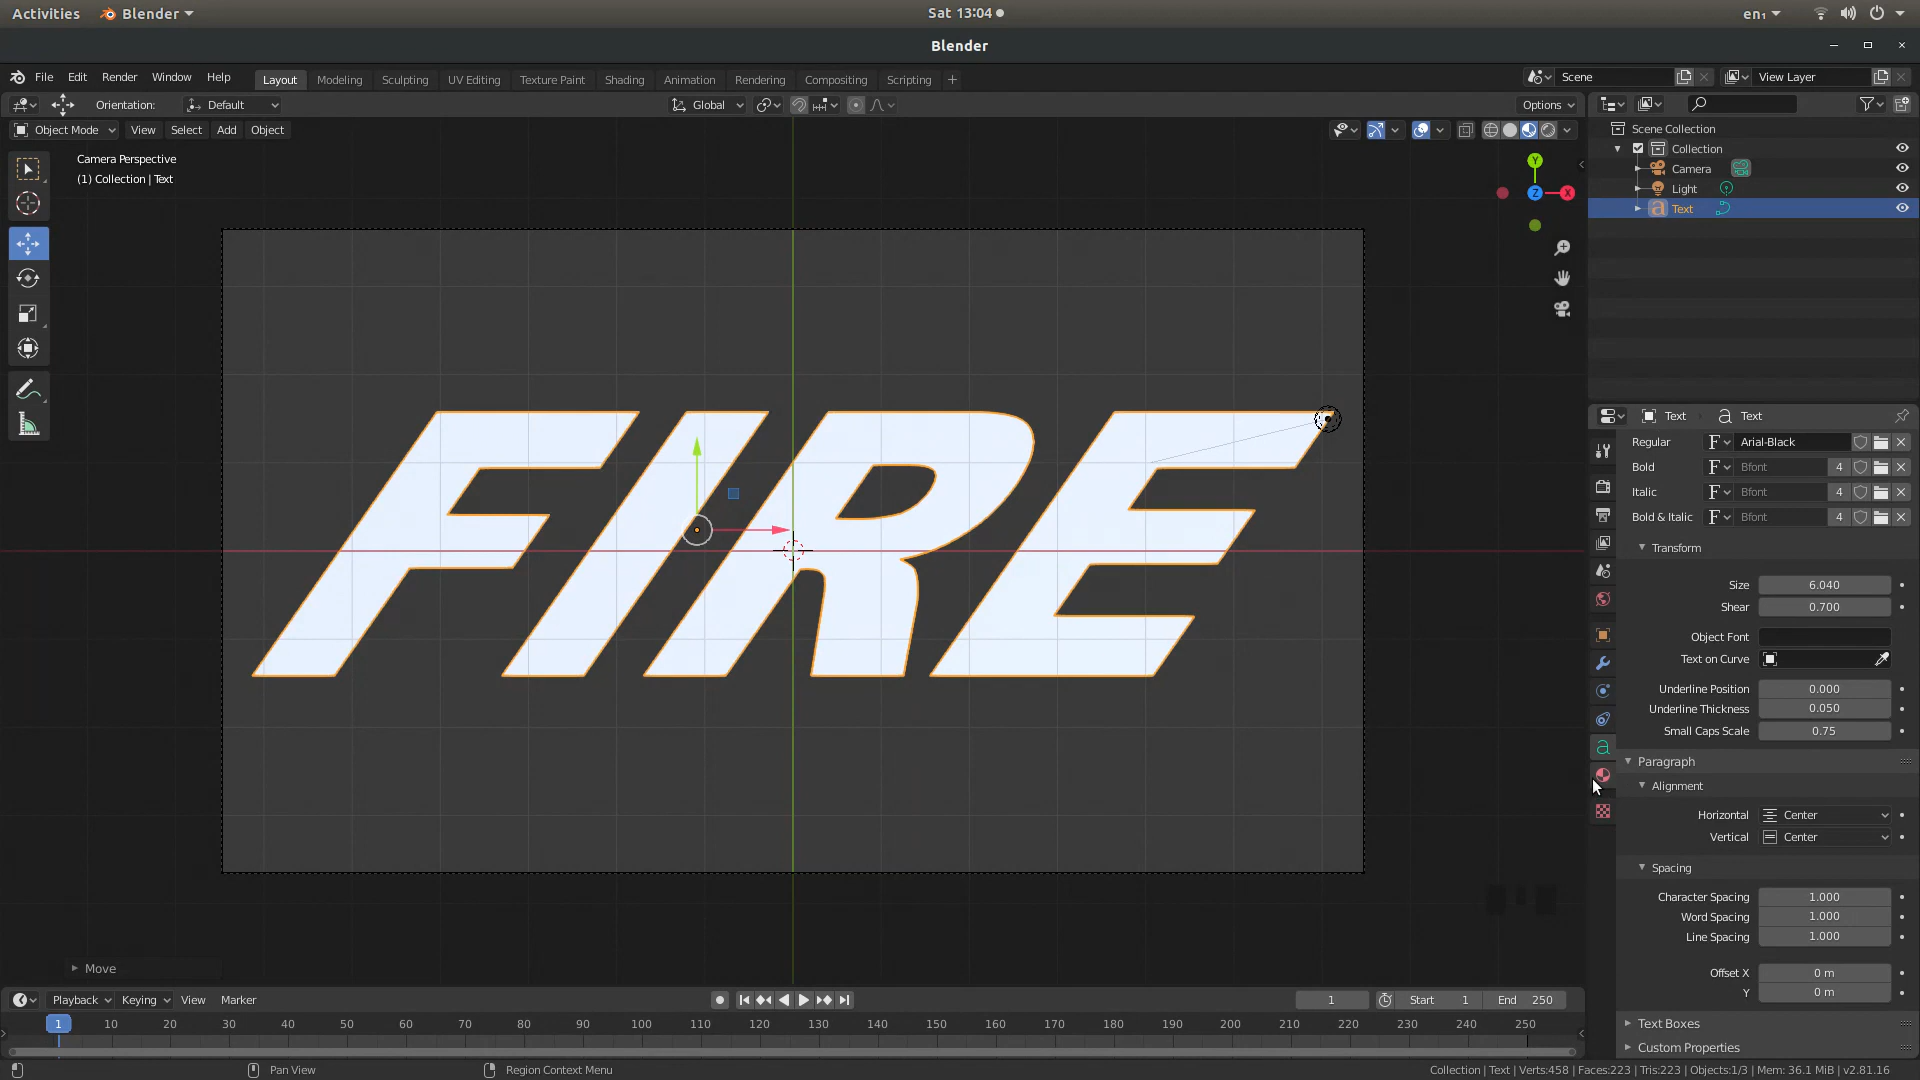 Activities Blender Sat 13:04 en₁
Blender
File Edit Render Window Help Layout Modeling Sculpting UV Editing Texture Paint Shading Animation Rendering Compositing Scripting + Scene View Layer
Orientation: Default Global Options
Object Mode View Select Add Object
Camera Perspective
(1) Collection | Text
Y
Z X
FIRE
Move
Scene Collection
Collection
Camera
Light
Text
Text Text
Regular F Arial-Black
Bold F Bfont 4
Italic F Bfont 4
Bold & Italic F Bfont 4
Transform
Size 6.040
Shear 0.700
Object Font
Text on Curve
Underline Position 0.000
Underline Thickness 0.050
Small Caps Scale 0.75
Paragraph
Alignment
Horizontal Center
Vertical Center
Spacing
Character Spacing 1.000
Word Spacing 1.000
Line Spacing 1.000
Offset X 0 m
Y 0 m
Text Boxes
Custom Properties
Playback Keying View Marker 1 Start 1 End 250
1 10 20 30 40 50 60 70 80 90 100 110 120 130 140 150 160 170 180 190 200 210 220 230 240 250
Pan View Region Context Menu Collection | Text | Verts:458 | Faces:223 | Tris:223 | Objects:1/3 | Mem: 36.1 MiB | v2.81.16